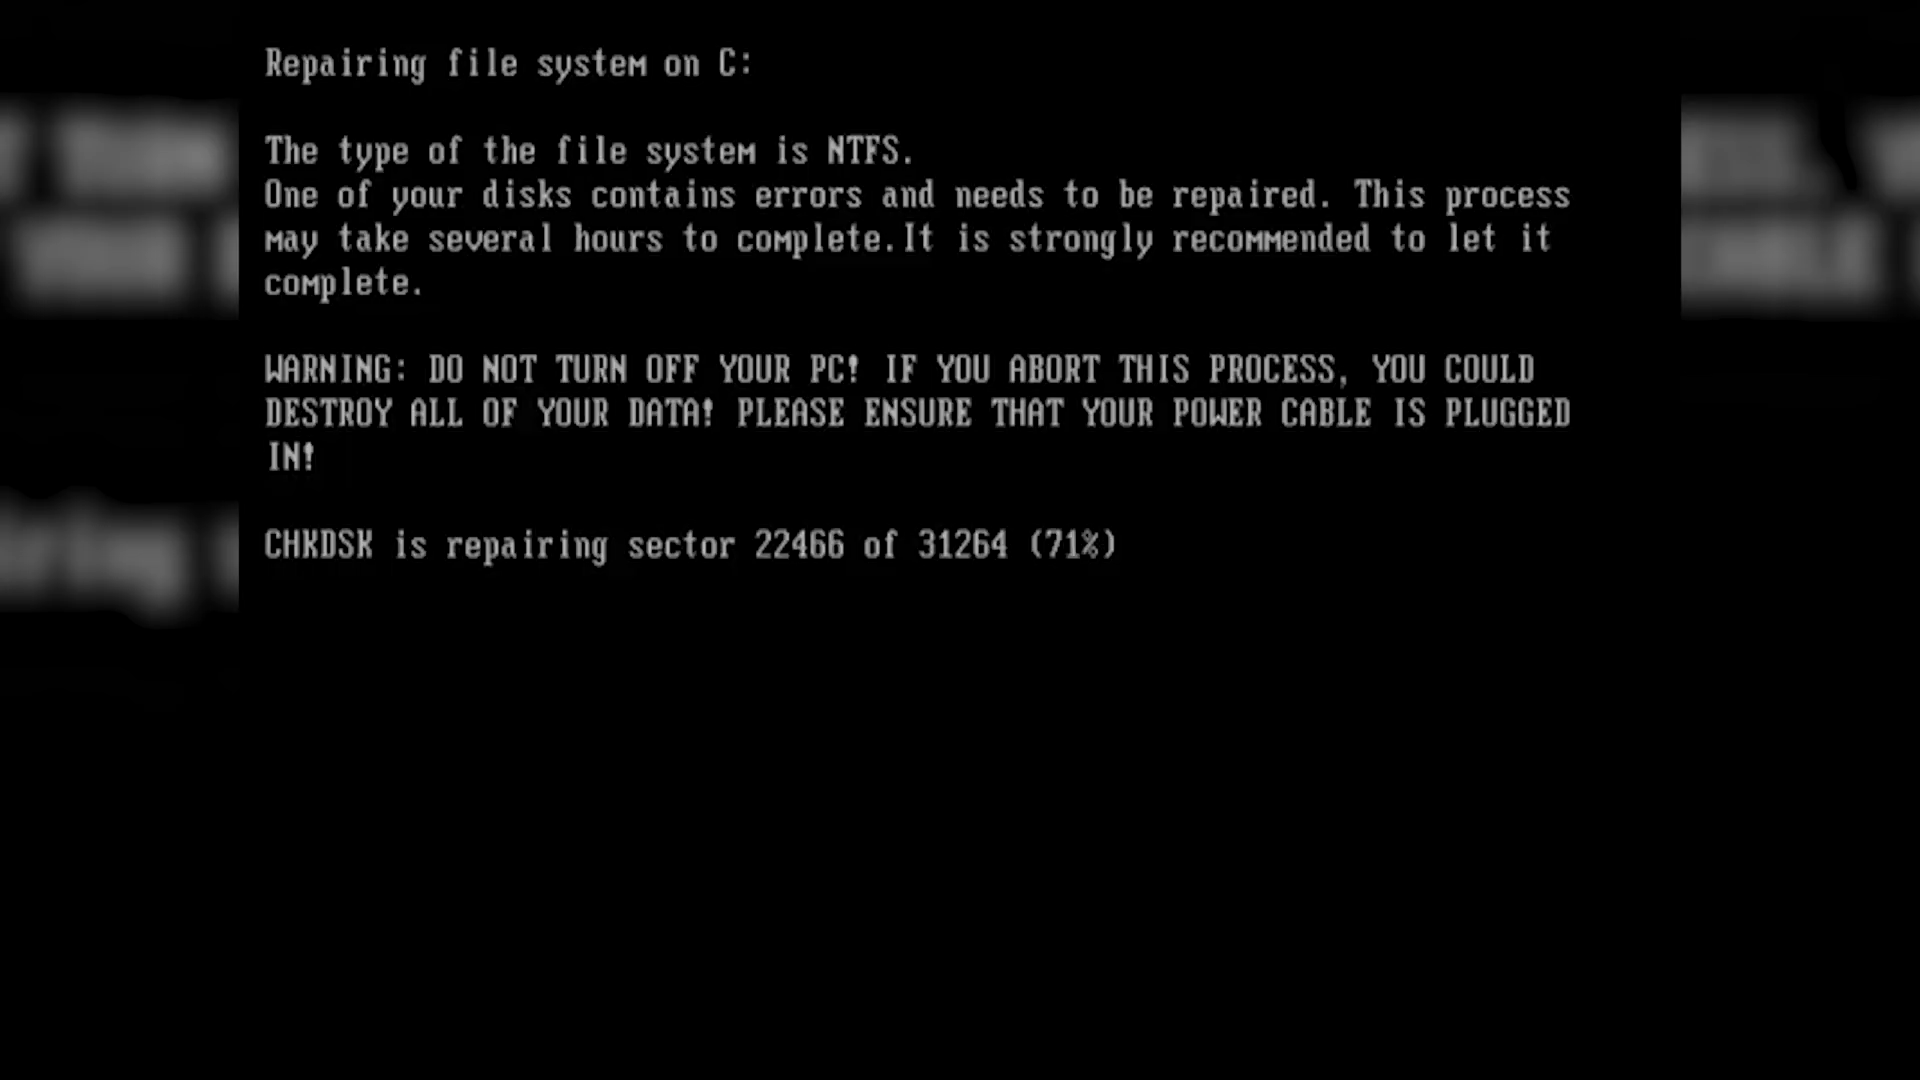 Repairing file system on C:
The type of the file system is NTFS.
One of your disks contains errors and needs to be repaired. This process
may take several hours to complete.It is strongly recommended to let it
complete.
WARNING: DO NOT TURN OFF YOUR PC! IF YOU ABORT THIS PROCESS, YOU COULD
DESTROY ALL OF YOUR DATA! PLEASE ENSURE THAT YOUR POWER CABLE IS PLUGGED
IN!
CHKDSK is repairing sector 22466 of 31264 (71%)